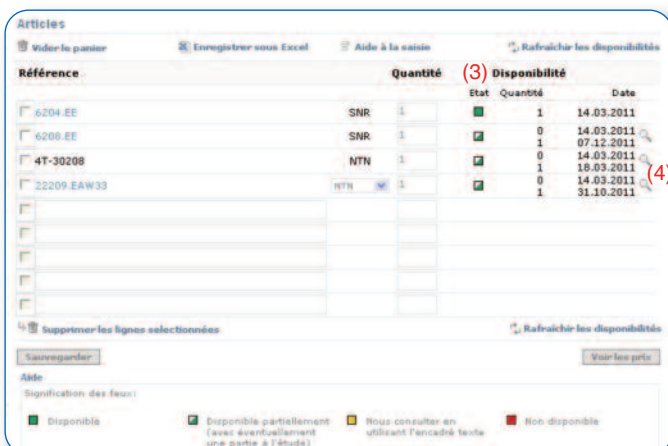 Articles
Vider le panier Enregistrer sous Excel Aide à la saisie Rafraîchir les disponibilités
Référence Quantité (3) Disponibilité
Etat Quantité Date
6204.EE SNR 1 1 14.03.2011
6208.EE SNR 1 0 14.03.2011
1 07.12.2011
4T-30208 NTN 1 0 14.03.2011
1 18.03.2011 (4)
22209.EAW33 NTN 1 0 14.03.2011
1 31.10.2011
Supprimer les lignes selectionnées Rafraîchir les disponibilités
Sauvegarder Voir les prix
Aide
Signification des feux:
Disponible Disponible partiellement Nous consulter en Non disponible
(avec éventuellement utilisant l'encadré texte
une partie à l'étude)